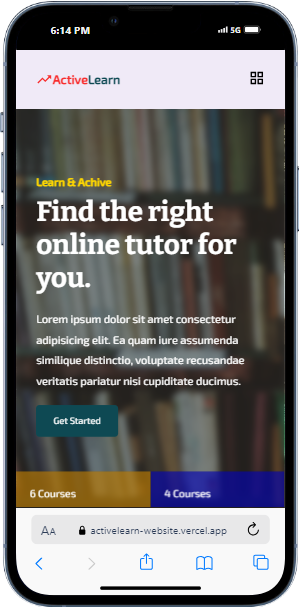 6:14 PM
5G
ActiveLearn
Learn & Achive
Find the right
online tutor for
you.
Lorem ipsum dolor sit amet consectetur
adipisicing elit. Ea quam iure assumenda
similique distinctio, voluptate recusandae
veritatis pariatur nisi cupiditate ducimus.
Get Started
6 Courses
4 Courses
AA
activelearn-website.vercel.app